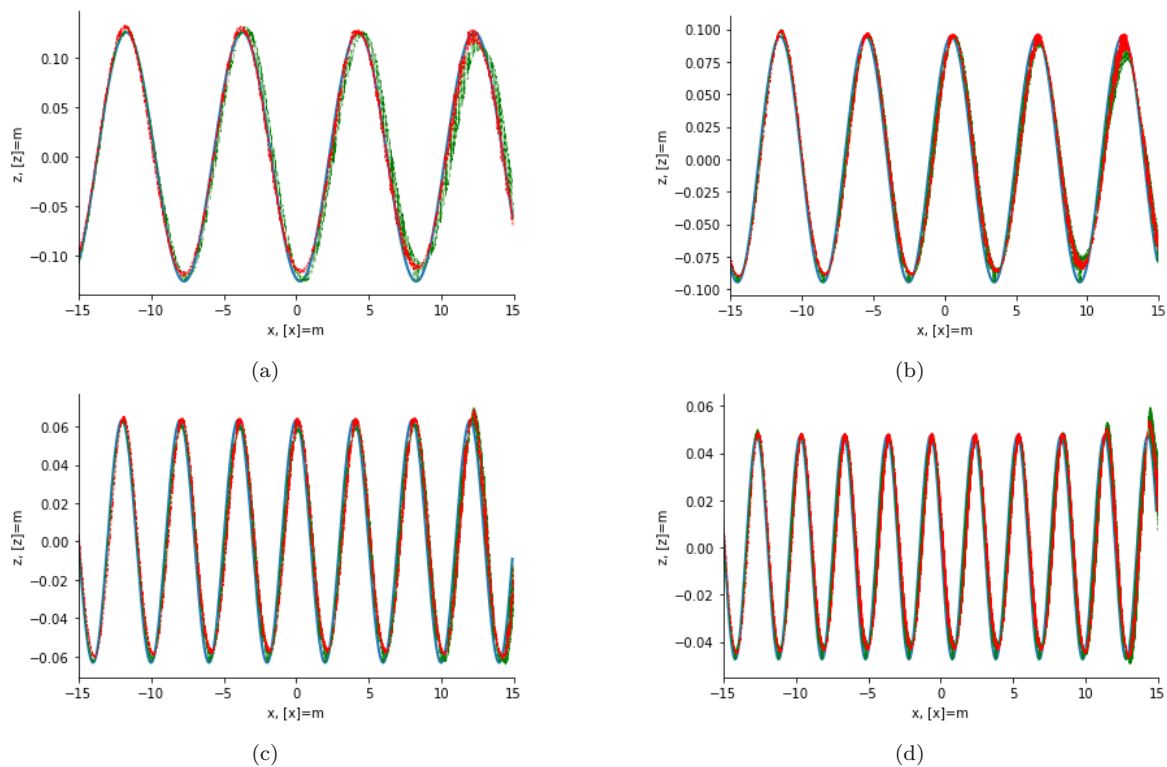 0.10
0.05
0.00
−0.05
−0.10
z, [z]=m
−15 −10 −5 0 5 10 15
x, [x]=m
(a)
0.100
0.075
0.050
0.025
0.000
−0.025
−0.050
−0.075
−0.100
z, [z]=m
−15 −10 −5 0 5 10 15
x, [x]=m
(b)
0.06
0.04
0.02
0.00
−0.02
−0.04
−0.06
z, [z]=m
−15 −10 −5 0 5 10 15
x, [x]=m
(c)
0.06
0.04
0.02
0.00
−0.02
−0.04
z, [z]=m
−15 −10 −5 0 5 10 15
x, [x]=m
(d)